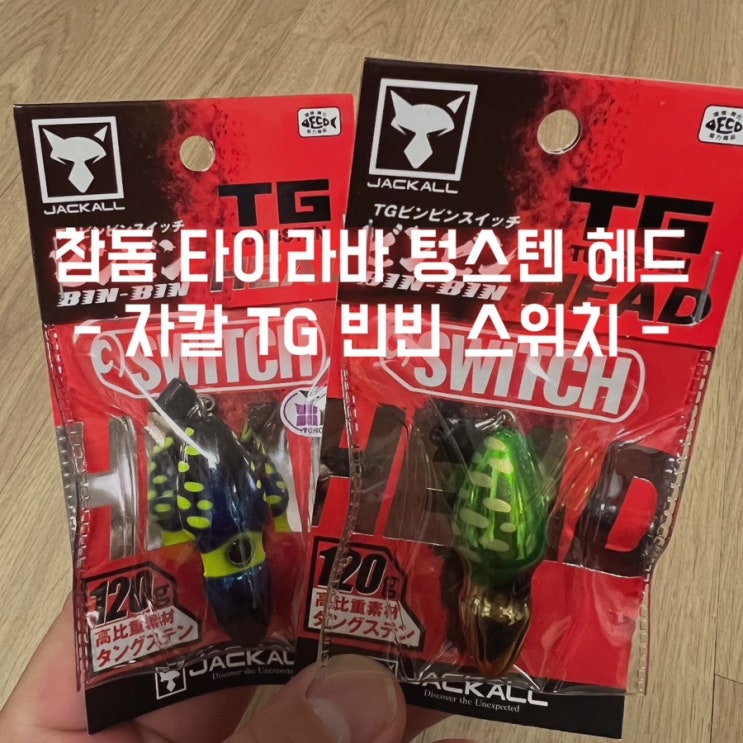 JACKALL
TG
BIN-BIN
SWITCH
120g
高比重素材
タングステン
JACKALL
Discover the Unexpected
JACKALL
TGビンビンスイッチ
TG
HEAD
BIN-BIN
SWITCH
120g
高比重素材
タングステン
JACKALL
Discover the Unexpected
참돔 타이라바 텅스텐 헤드
- 자칼 TG 빈빈 스위치 -